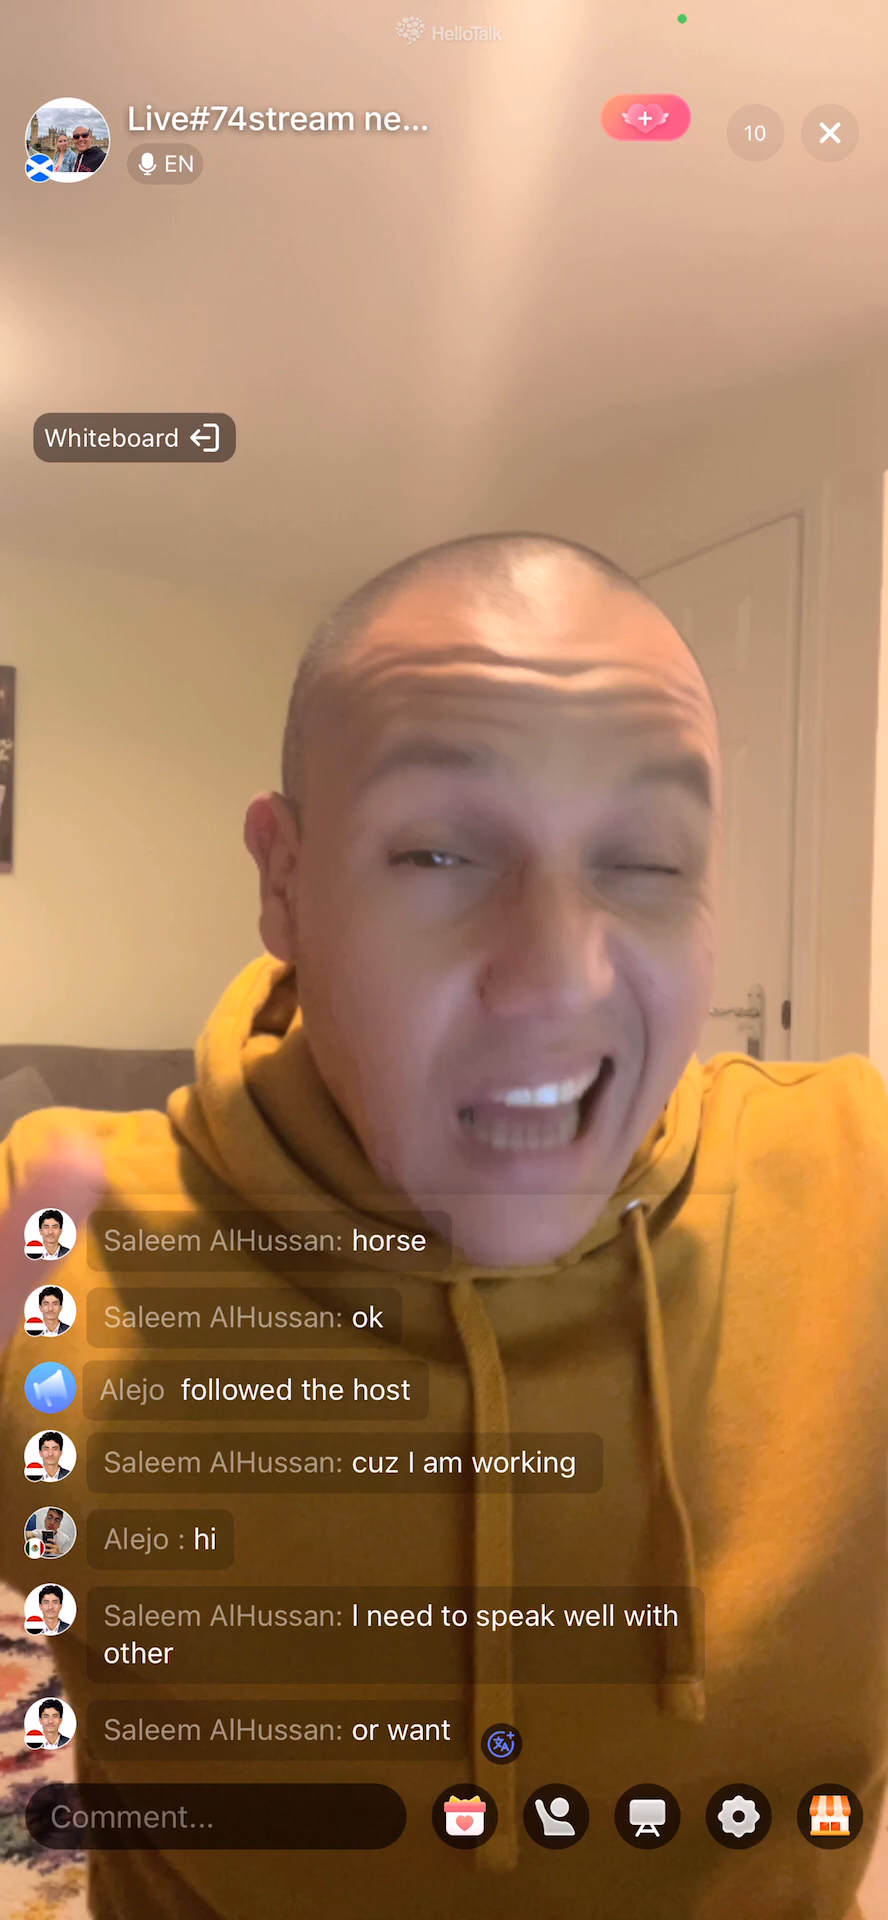 HelloTalk
Live#74stream ne...
EN
10
Whiteboard
Saleem AlHussan: horse
Saleem AlHussan: ok
Alejo followed the host
Saleem AlHussan: cuz I am working
Alejo : hi
Saleem AlHussan: I need to speak well with
other
Saleem AlHussan: or want
Comment...